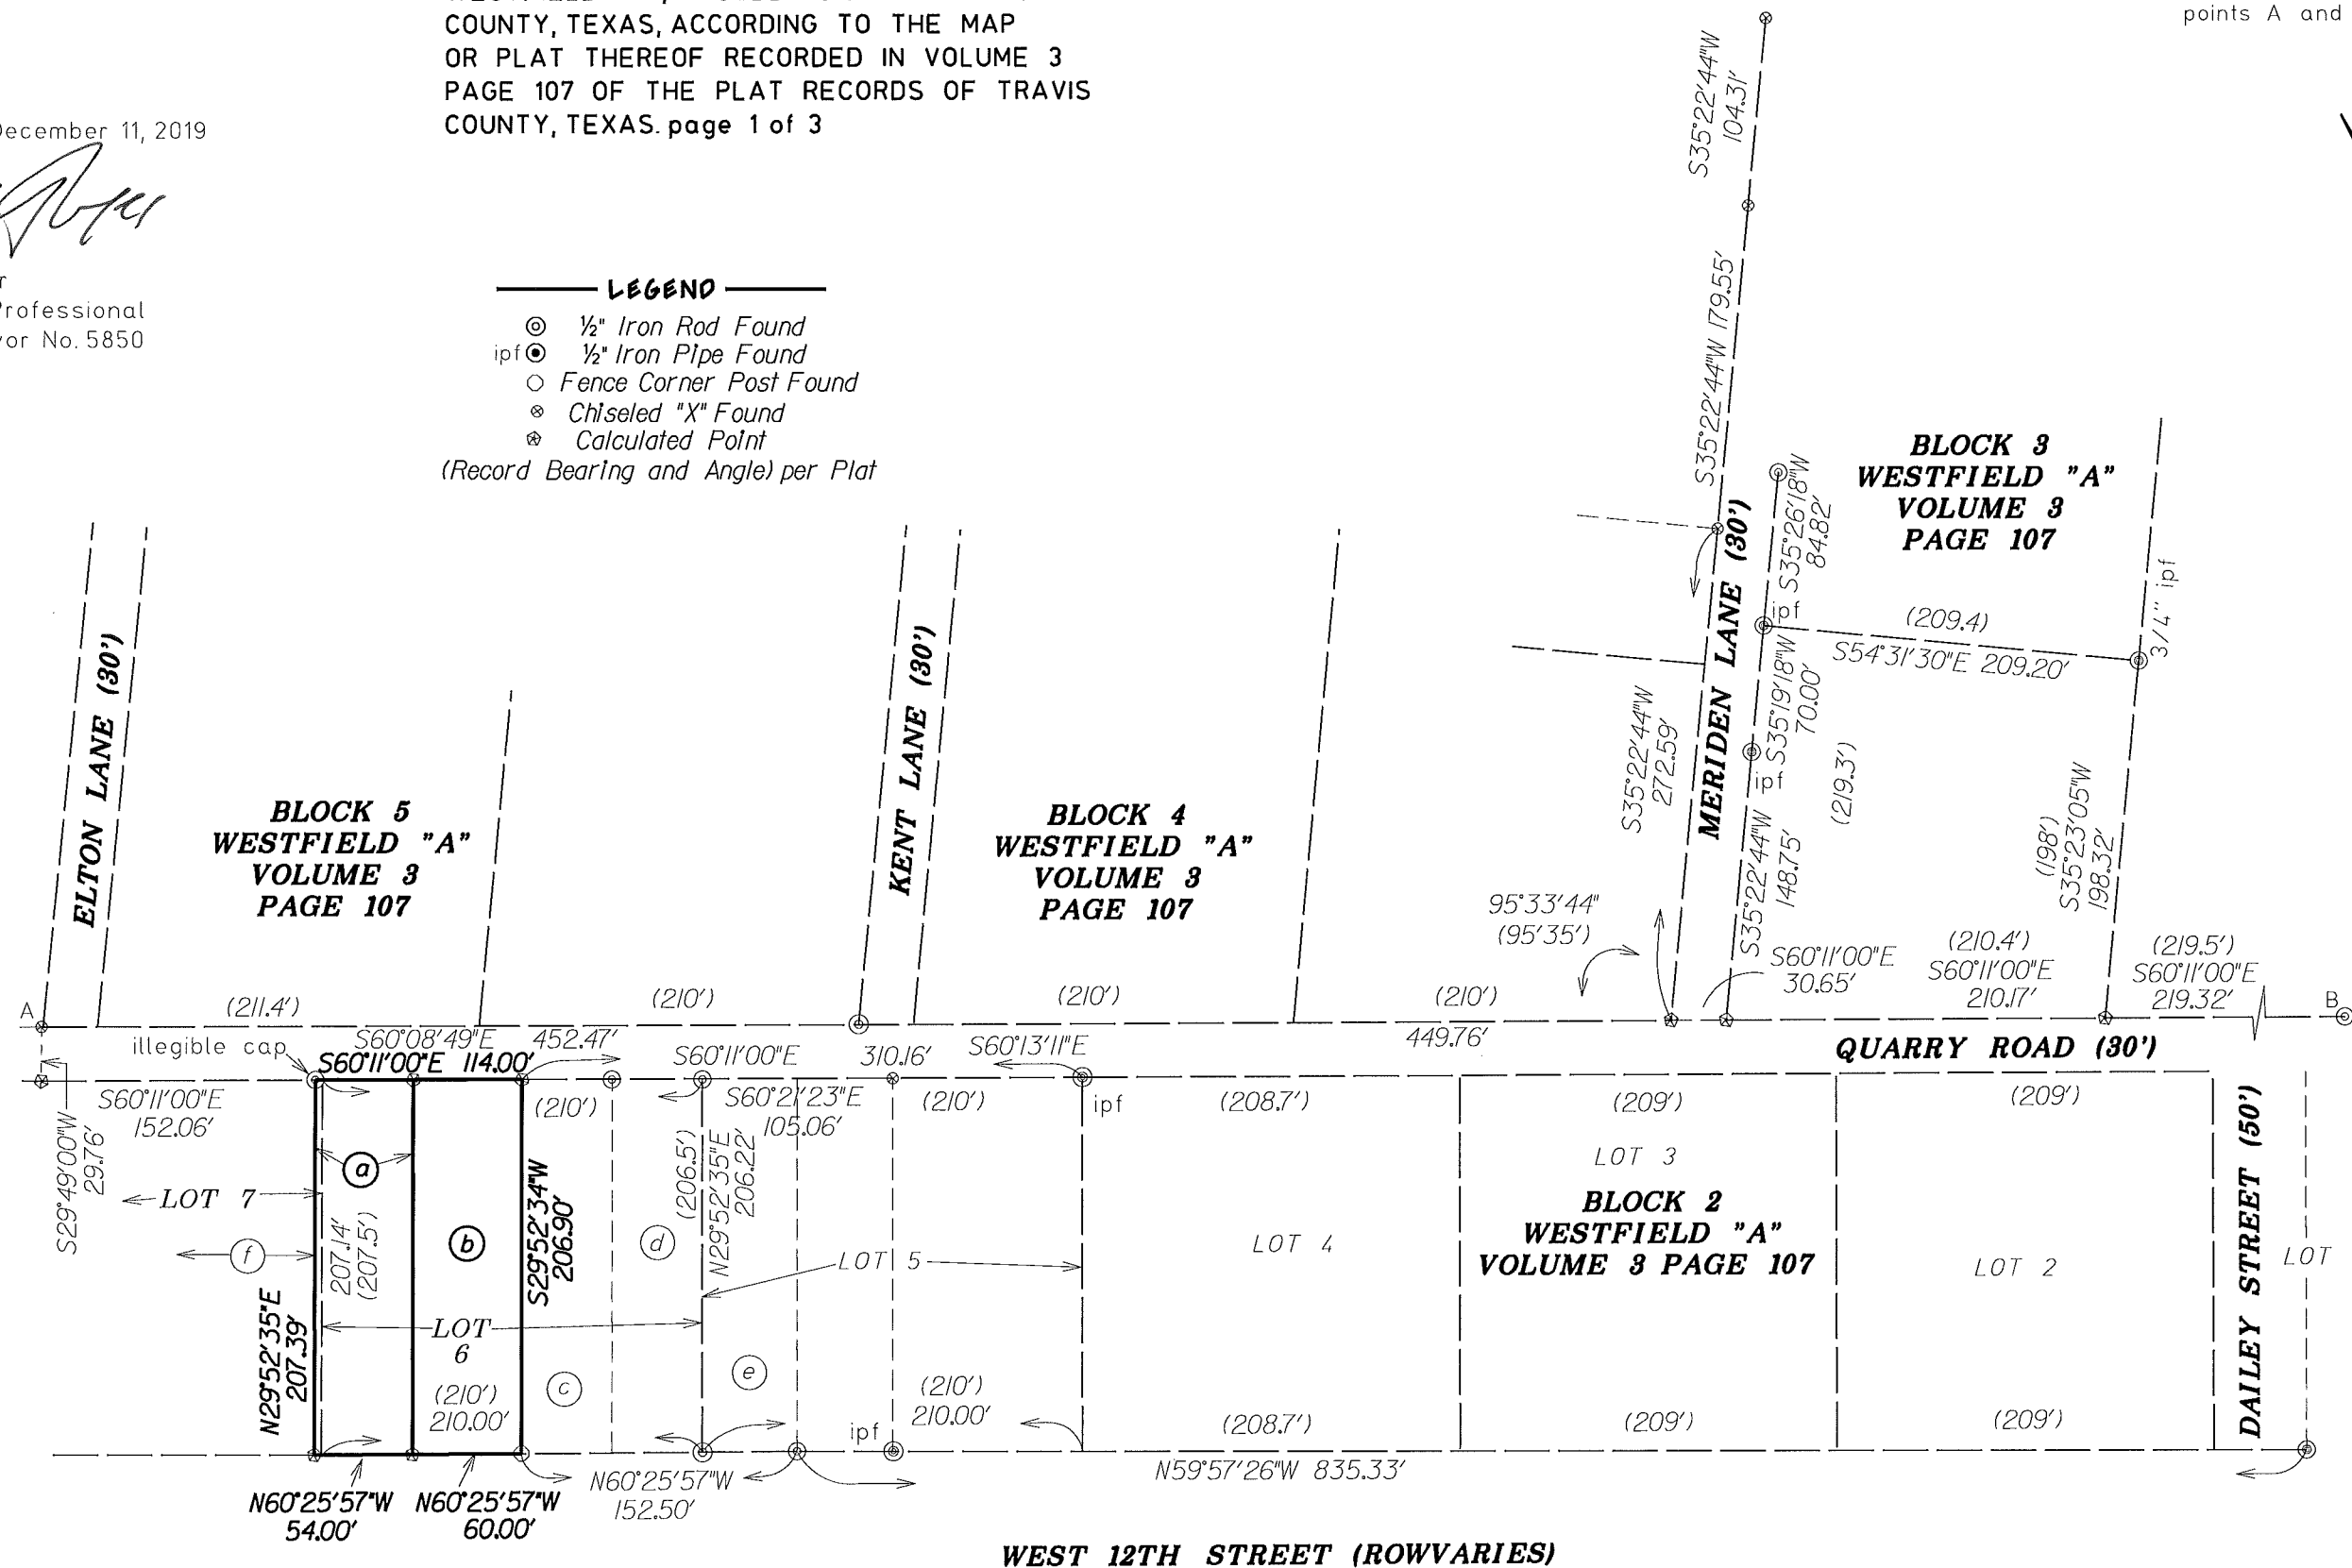 COUNTY, TEXAS, ACCORDING TO THE MAP
OR PLAT THEREOF RECORDED IN VOLUME 3
PAGE 107 OF THE PLAT RECORDS OF TRAVIS
COUNTY, TEXAS. page 1 of 3
points A and
December 11, 2019
Professional
No. 5850
LEGEND
½" Iron Rod Found
ipf ½" Iron Pipe Found
Fence Corner Post Found
Chiseled "X" Found
Calculated Point
(Record Bearing and Angle) per Plat
S35°22'44"W
104.31'
S35°22'44"W 179.55'
BLOCK 3
WESTFIELD "A"
VOLUME 3
PAGE 107
S35°26'18"W
84.82'
ipf
(209.4)
S54°31'30"E 209.20'
3/4" ipf
S35°19'18"W
70.00'
ipf
(219.3')
S35°22'44"W
148.75'
S35°22'44"W
272.59'
MERIDEN LANE (30')
(198')
S35°23'05"W
198.32'
ELTON LANE (30')
BLOCK 5
WESTFIELD "A"
VOLUME 3
PAGE 107
KENT LANE (30')
BLOCK 4
WESTFIELD "A"
VOLUME 3
PAGE 107
95°33'44"
(95'35')
S60°11'00"E
30.65'
(210.4')
S60°11'00"E
210.17'
(219.5')
S60°11'00"E
219.32'
A
(211.4')
(210')
(210')
(210')
B
S60°08'49"E 452.47'
S60°13'11"E
449.76'
QUARRY ROAD (30')
illegible cap
S60°11'00"E 114.00'
S60°11'00"E 310.16'
S60°11'00"E
152.06'
S29°49'00"W
29.76'
(210')
S60°21'23"E
105.06'
(210')
ipf
(208.7')
(209')
(209')
a
LOT 7
f
207.14'
(207.5')
b
S29°52'34"W
206.90'
d
(206.5')
N29°52'35"E
206.22'
LOT 5
LOT 4
LOT 3
BLOCK 2
WESTFIELD "A"
VOLUME 3 PAGE 107
LOT 2
DAILEY STREET (50')
LOT
N29°52'35"E
207.39'
LOT
6
(210')
210.00'
c
e
ipf
(210')
210.00'
(208.7')
(209')
(209')
N60°25'57"W
54.00'
N60°25'57"W
60.00'
N60°25'57"W
152.50'
N59°57'26"W 835.33'
WEST 12TH STREET (ROWVARIES)